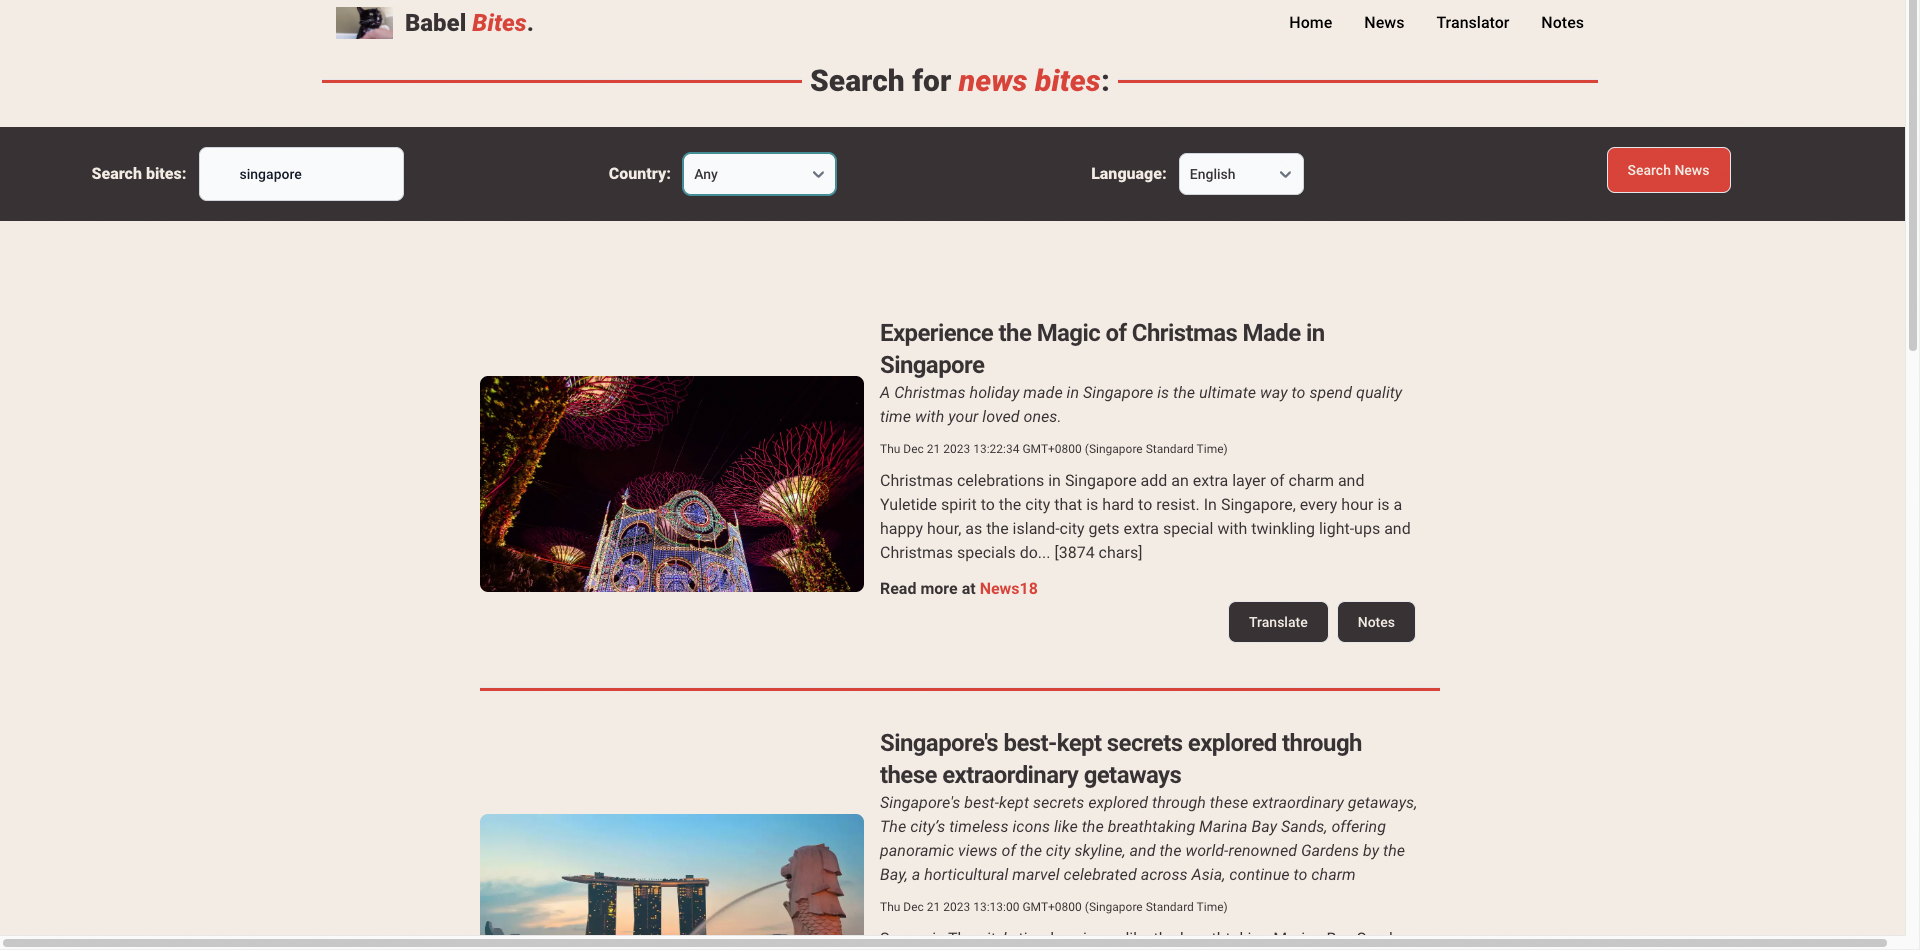 Babel Bites.
Home News Translator Notes
Search for news bites:
Search bites: singapore Country: Any Language: English Search News
Experience the Magic of Christmas Made in
Singapore
A Christmas holiday made in Singapore is the ultimate way to spend quality
time with your loved ones.
Thu Dec 21 2023 13:22:34 GMT+0800 (Singapore Standard Time)
Christmas celebrations in Singapore add an extra layer of charm and
Yuletide spirit to the city that is hard to resist. In Singapore, every hour is a
happy hour, as the island-city gets extra special with twinkling light-ups and
Christmas specials do... [3874 chars]
Read more at News18
Translate Notes
Singapore's best-kept secrets explored through
these extraordinary getaways
Singapore's best-kept secrets explored through these extraordinary getaways,
The city’s timeless icons like the breathtaking Marina Bay Sands, offering
panoramic views of the city skyline, and the world-renowned Gardens by the
Bay, a horticultural marvel celebrated across Asia, continue to charm
Thu Dec 21 2023 13:13:00 GMT+0800 (Singapore Standard Time)